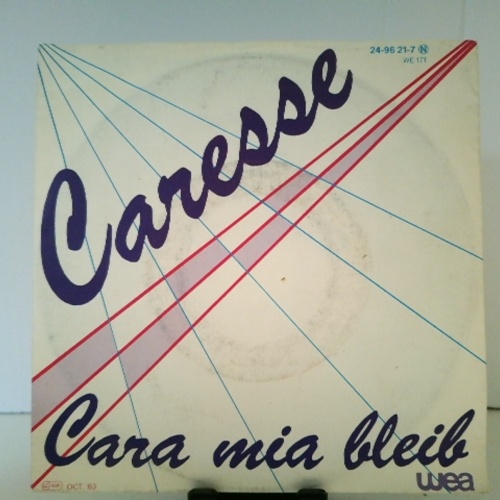 24-96 21-7 N
WE 171
Caresse
Cara mia bleib
OCT. 83
wea